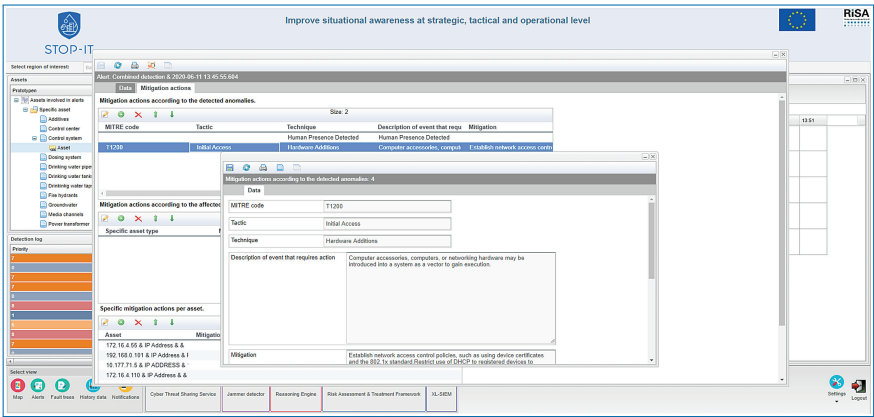 Improve situational awareness at strategic, tactical and operational level
RiSA
STOP-IT
Select region of interest:
Assets
Prototypen
Assets involved in alerts
Specific asset
Additives
Control center
Control system
Asset
Dosing system
Drinking water pipe
Drinking water tank
Drinking water tap
Fire hydrants
Groundwater
Media channels
Power transformer
Detection log
Priority
7
7
7
7
Alert: Combined detection & 2020-06-11 13:45:55.604
Data Mitigation actions
Mitigation actions according to the detected anomalies.
Size: 2
MITRE code Tactic Technique Description of event that requ Mitigation
Human Presence Detected Human Presence Detected
T1200 Initial Access Hardware Additions Computer accessories, comput Establish network access contr
Mitigation actions according to the affected
Specific asset type
Specific mitigation actions per asset.
Asset Mitigatio
172.16.4.55 & IP Address & &
192.168.0.101 & IP Address & F
10.177.71.5 & IP ADDRESS &
172.16.4.110 & IP Address & &
Mitigation actions according to the detected anomalies: 4
Data
MITRE code T1200
Tactic Initial Access
Technique Hardware Additions
Description of event that requires action Computer accessories, computers, or networking hardware may be
introduced into a system as a vector to gain execution.
Mitigation Establish network access control policies, such as using device certificates
and the 802.1x standard.Restrict use of DHCP to registered devices to
13:51
Select view
Map Alerts Fault trees History data Notifications
Cyber Threat Sharing Service Jammer detector Reasoning Engine Risk Assessment & Treatment Framework XL-SIEM
Settings Logout